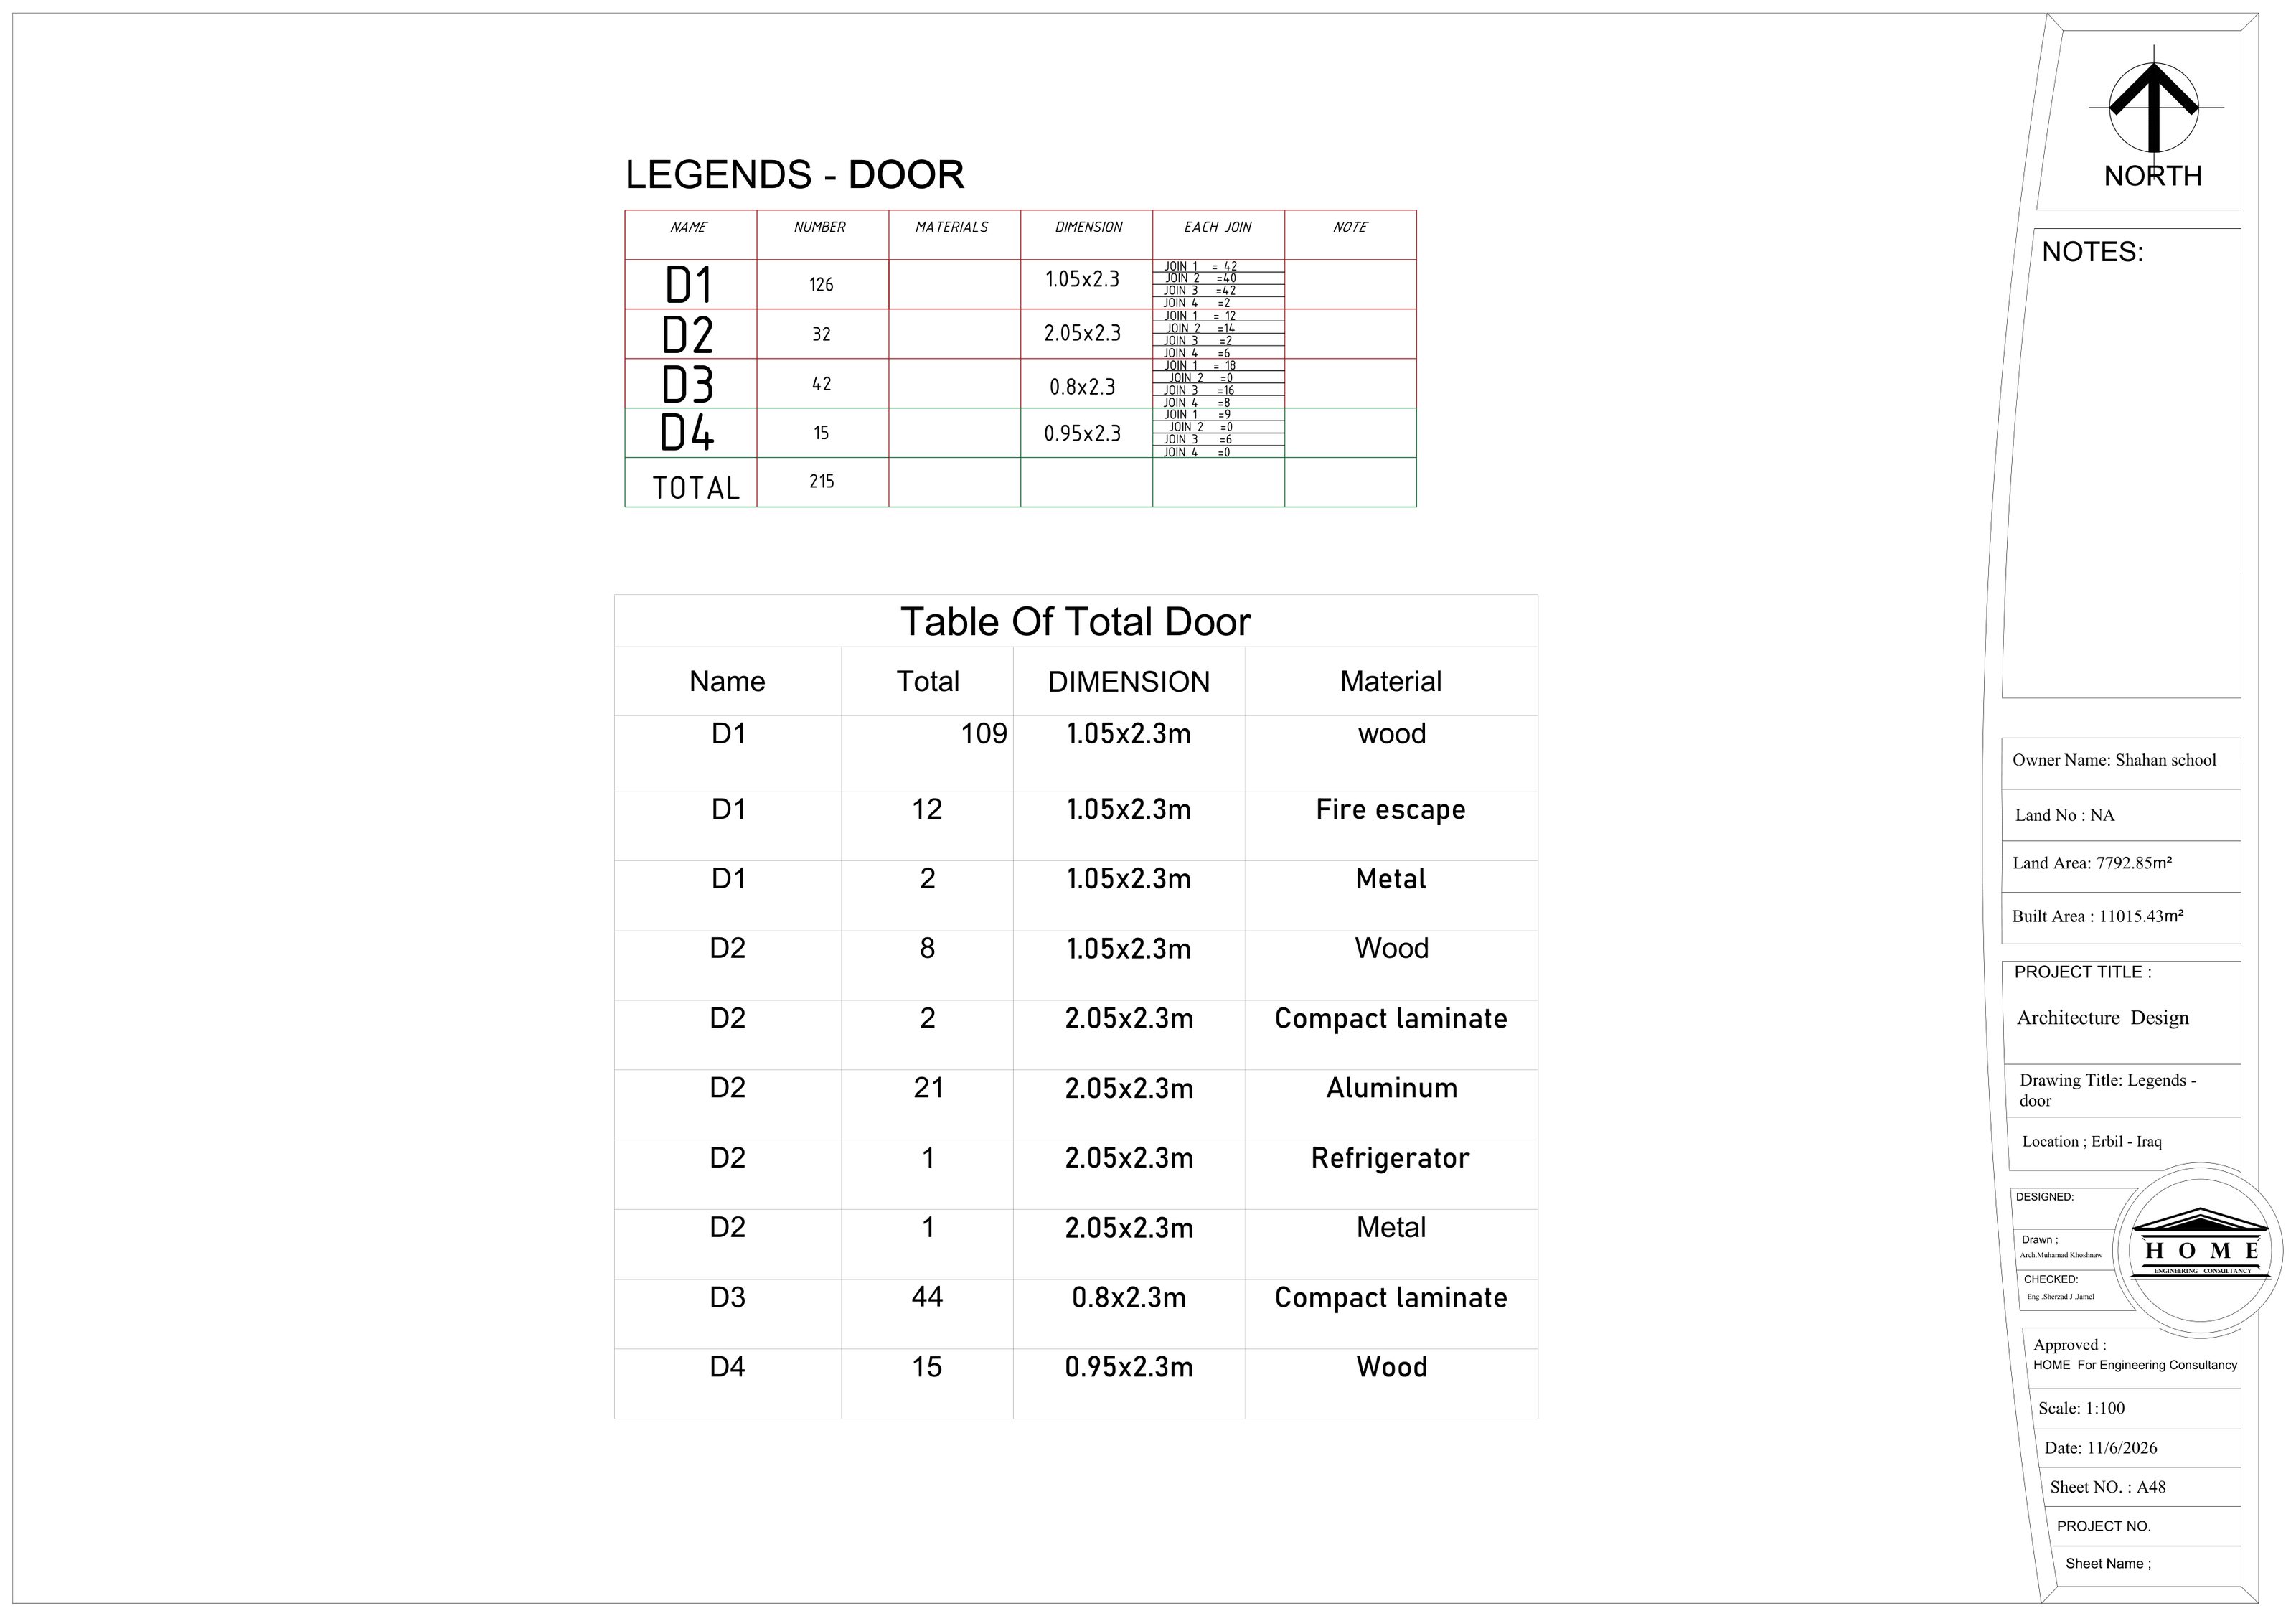 LEGENDS - DOOR
NAME NUMBER MATERIALS DIMENSION EACH JOIN NOTE
D1 126 1.05x2.3
JOIN 1 = 42
JOIN 2 =40
JOIN 3 =42
JOIN 4 =2
D2 32 2.05x2.3
JOIN 1 = 12
JOIN 2 =14
JOIN 3 =2
JOIN 4 =6
D3 42 0.8x2.3
JOIN 1 = 18
JOIN 2 =0
JOIN 3 =16
JOIN 4 =8
D4 15 0.95x2.3
JOIN 1 =9
JOIN 2 =0
JOIN 3 =6
JOIN 4 =0
TOTAL 215
Table Of Total Door
Name Total DIMENSION Material
D1 109 1.05x2.3m wood
D1 12 1.05x2.3m Fire escape
D1 2 1.05x2.3m Metal
D2 8 1.05x2.3m Wood
D2 2 2.05x2.3m Compact laminate
D2 21 2.05x2.3m Aluminum
D2 1 2.05x2.3m Refrigerator
D2 1 2.05x2.3m Metal
D3 44 0.8x2.3m Compact laminate
D4 15 0.95x2.3m Wood
NORTH
NOTES:
Owner Name: Shahan school
Land No : NA
Land Area: 7792.85m²
Built Area : 11015.43m²
PROJECT TITLE :
Architecture Design
Drawing Title: Legends -
door
Location ; Erbil - Iraq
DESIGNED:
Drawn ;
Arch.Muhamad Khoshnaw
CHECKED:
Eng .Sherzad J .Jamel
HOME
ENGINEERING CONSULTANCY
Approved :
HOME For Engineering Consultancy
Scale: 1:100
Date: 11/6/2026
Sheet NO. : A48
PROJECT NO.
Sheet Name ;